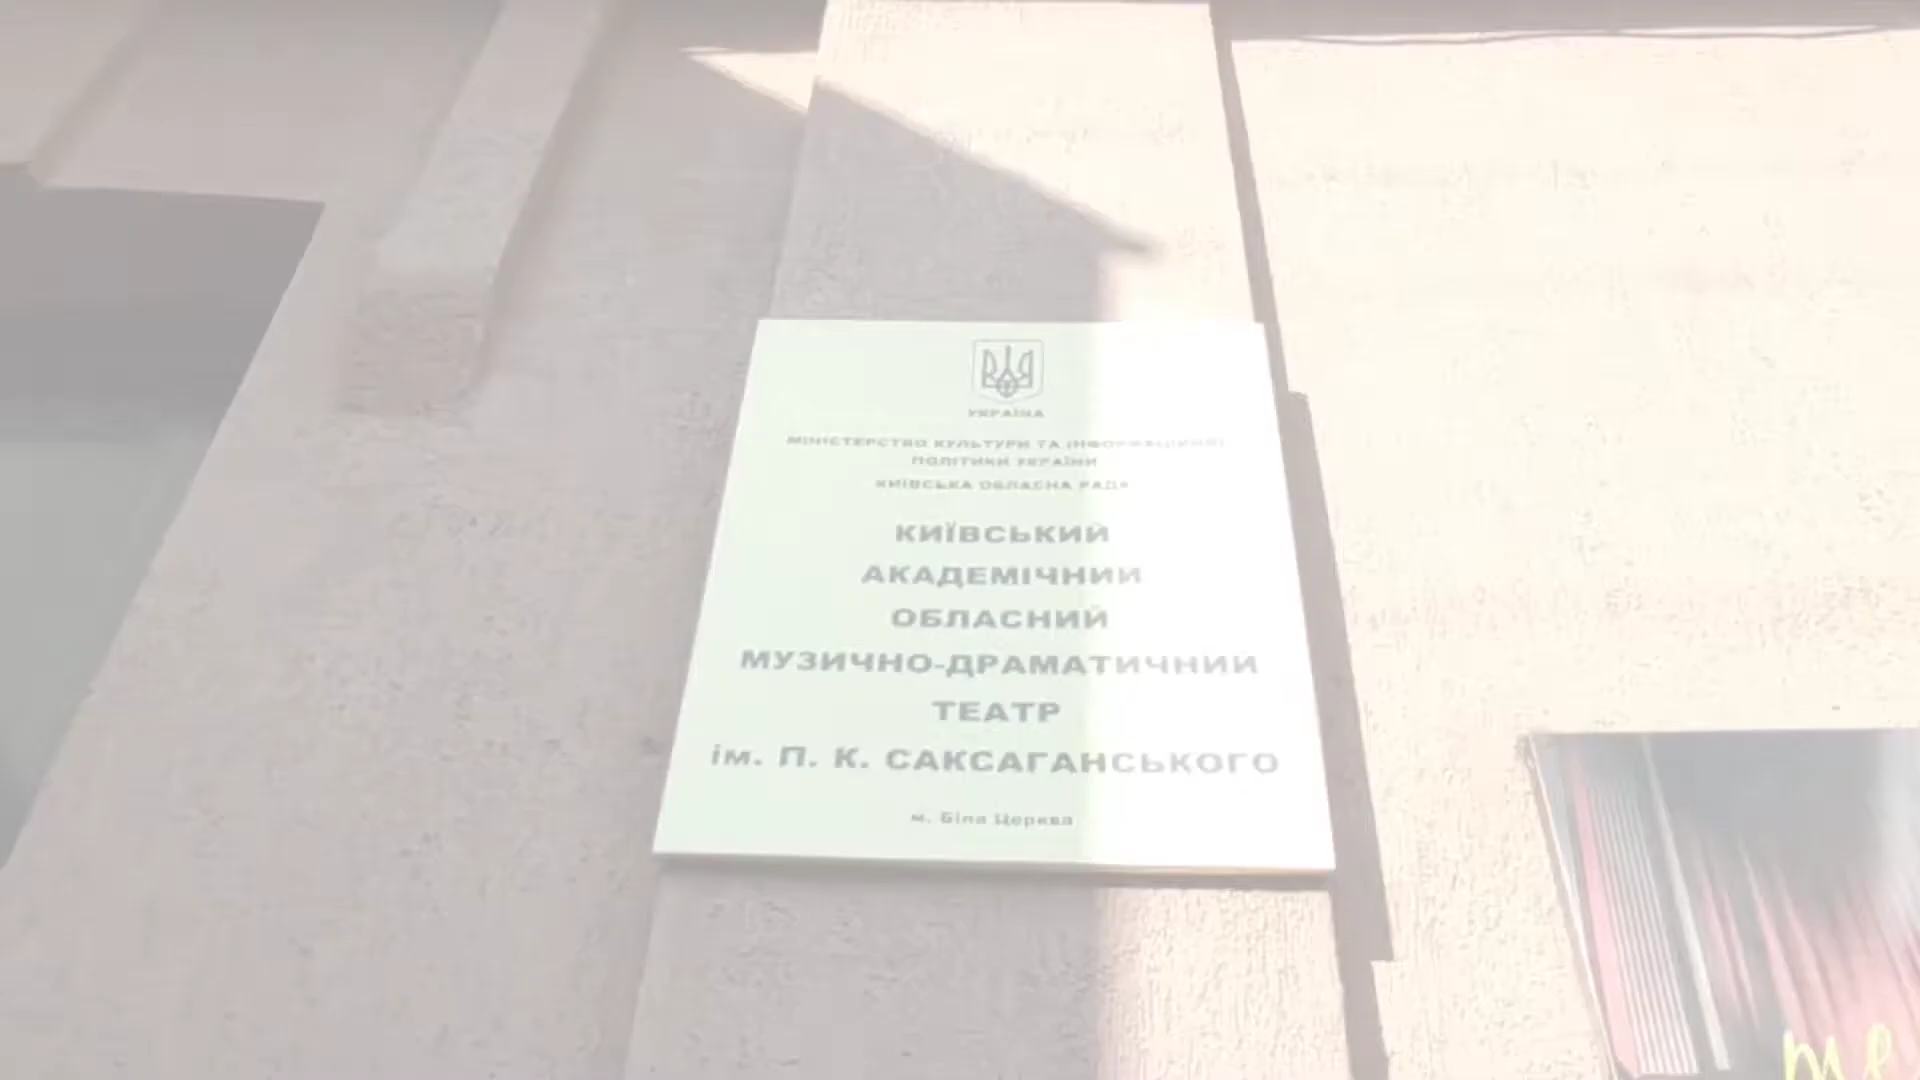 УКРАЇНА
МІНІСТЕРСТВО КУЛЬТУРИ ТА ІНФОРМАЦІЙНОЇ
ПОЛІТИКИ УКРАЇНИ
КИЇВСЬКА ОБЛАСНА РАДА
КИЇВСЬКИЙ
АКАДЕМІЧНИЙ
ОБЛАСНИЙ
МУЗИЧНО-ДРАМАТИЧНИЙ
ТЕАТР
ім. П. К. САКСАГАНСЬКОГО
м. Біла Церква